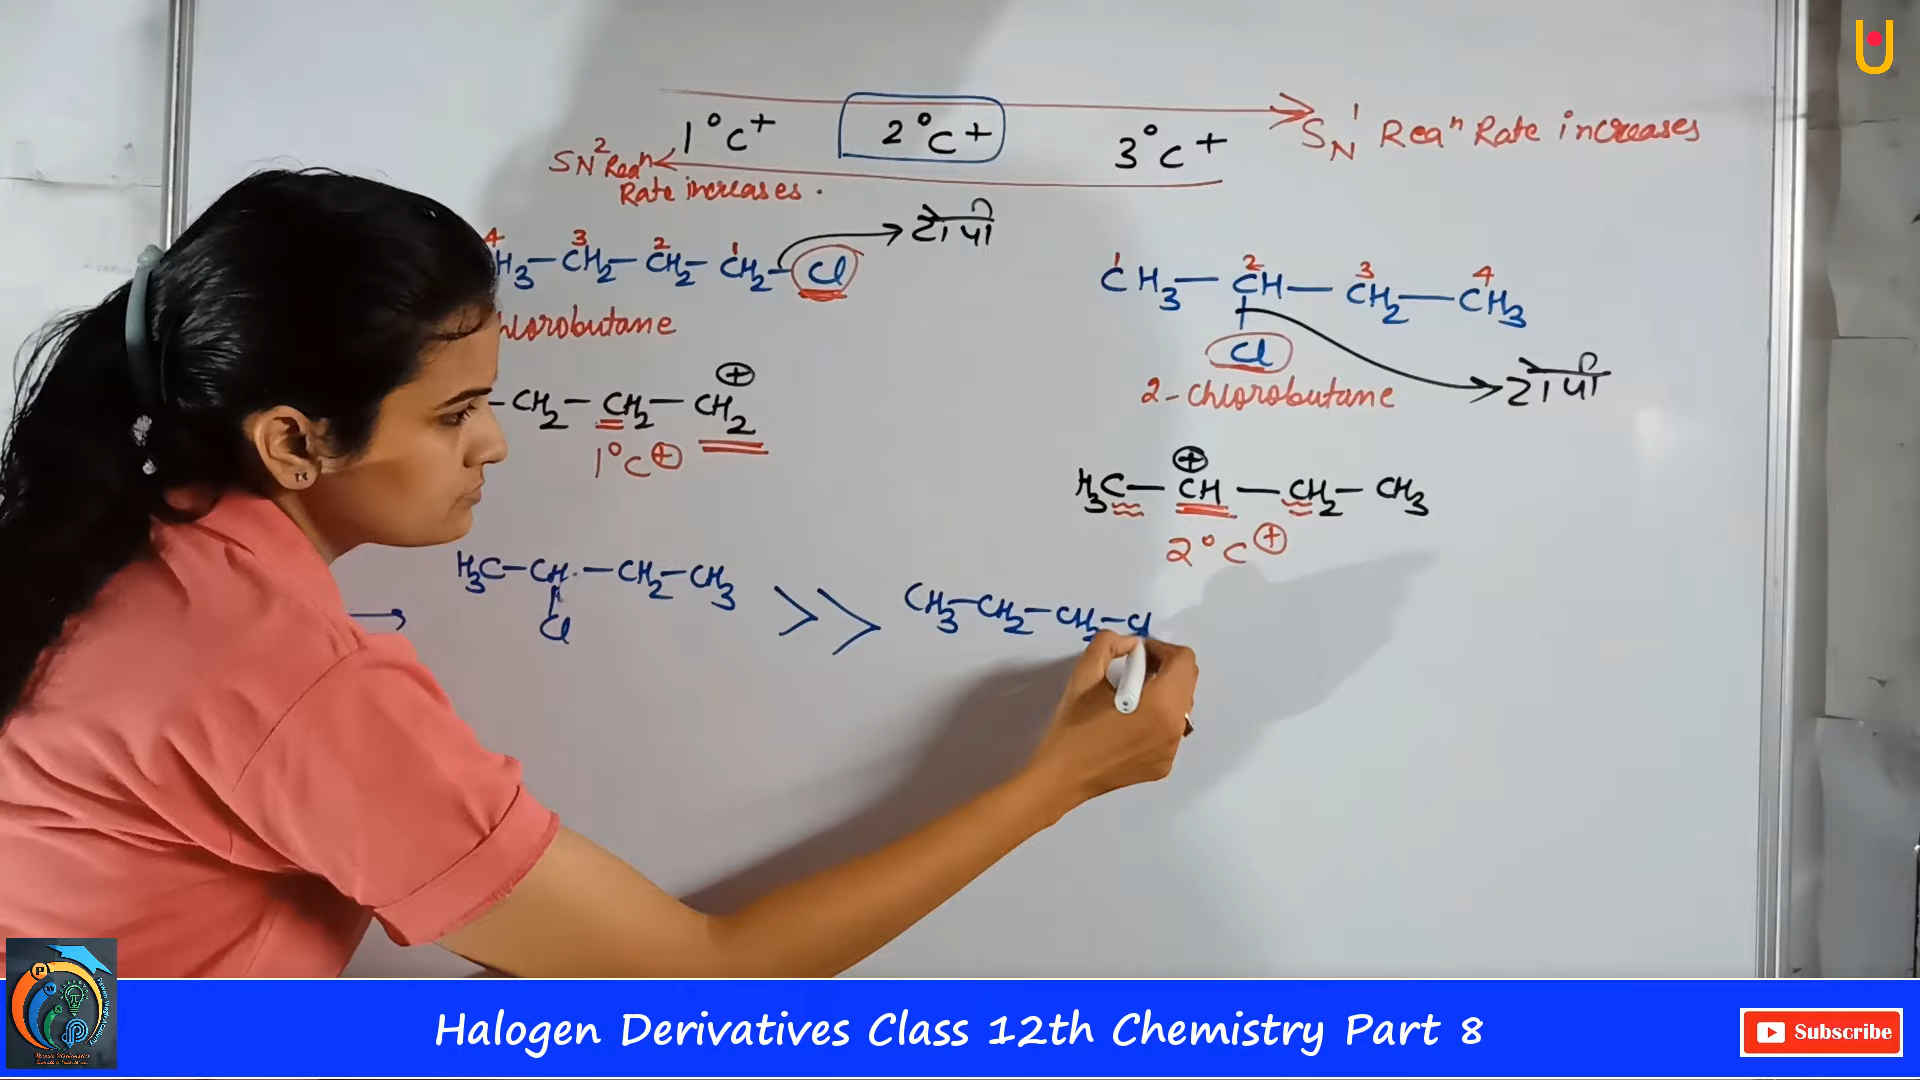 1°C+ 2°C+ 3°C+
SN1 Reaⁿ Rate increases
SN2 Reaⁿ
Rate increases.
4 3 2 1
H3-CH2-CH2-CH2-Cl → टोपी
hlorobutane
-CH2-CH2-CH2⊕
1°C⊕
1 2 3 4
CH3-CH-CH2-CH3
Cl
2-chlorobutane → टोपी
⊕
H3C-CH-CH2-CH3
2°C⊕
→ H3C-CH-CH2-CH3 >> CH3-CH2-CH2-Cl
Cl
Halogen Derivatives Class 12th Chemistry Part 8
Subscribe